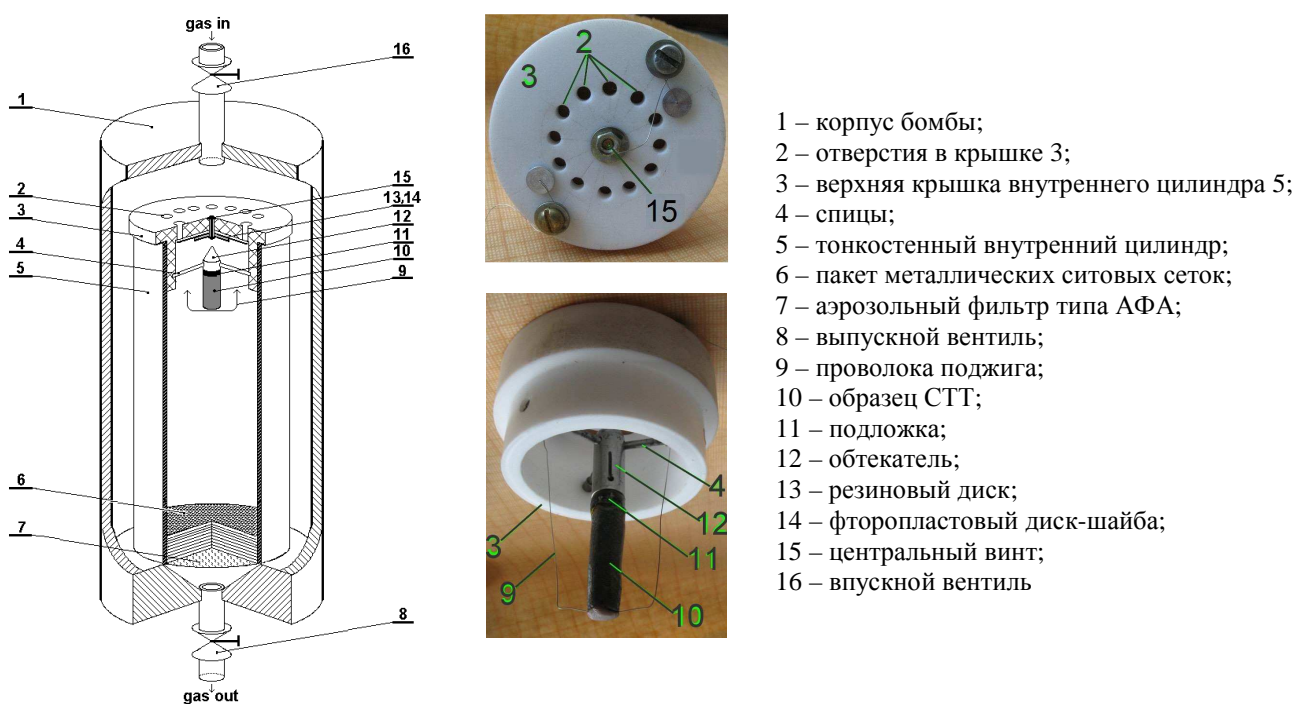 gas in
16
1
15
13,14
12
11
10
9
2
3
4
5
6
7
8
gas out
2
3
15
4
12
11
3
9
10
1 – корпус бомбы;
2 – отверстия в крышке 3;
3 – верхняя крышка внутреннего цилиндра 5;
4 – спицы;
5 – тонкостенный внутренний цилиндр;
6 – пакет металлических ситовых сеток;
7 – аэрозольный фильтр типа АФА;
8 – выпускной вентиль;
9 – проволока поджига;
10 – образец СТТ;
11 – подложка;
12 – обтекатель;
13 – резиновый диск;
14 – фторопластовый диск-шайба;
15 – центральный винт;
16 – впускной вентиль